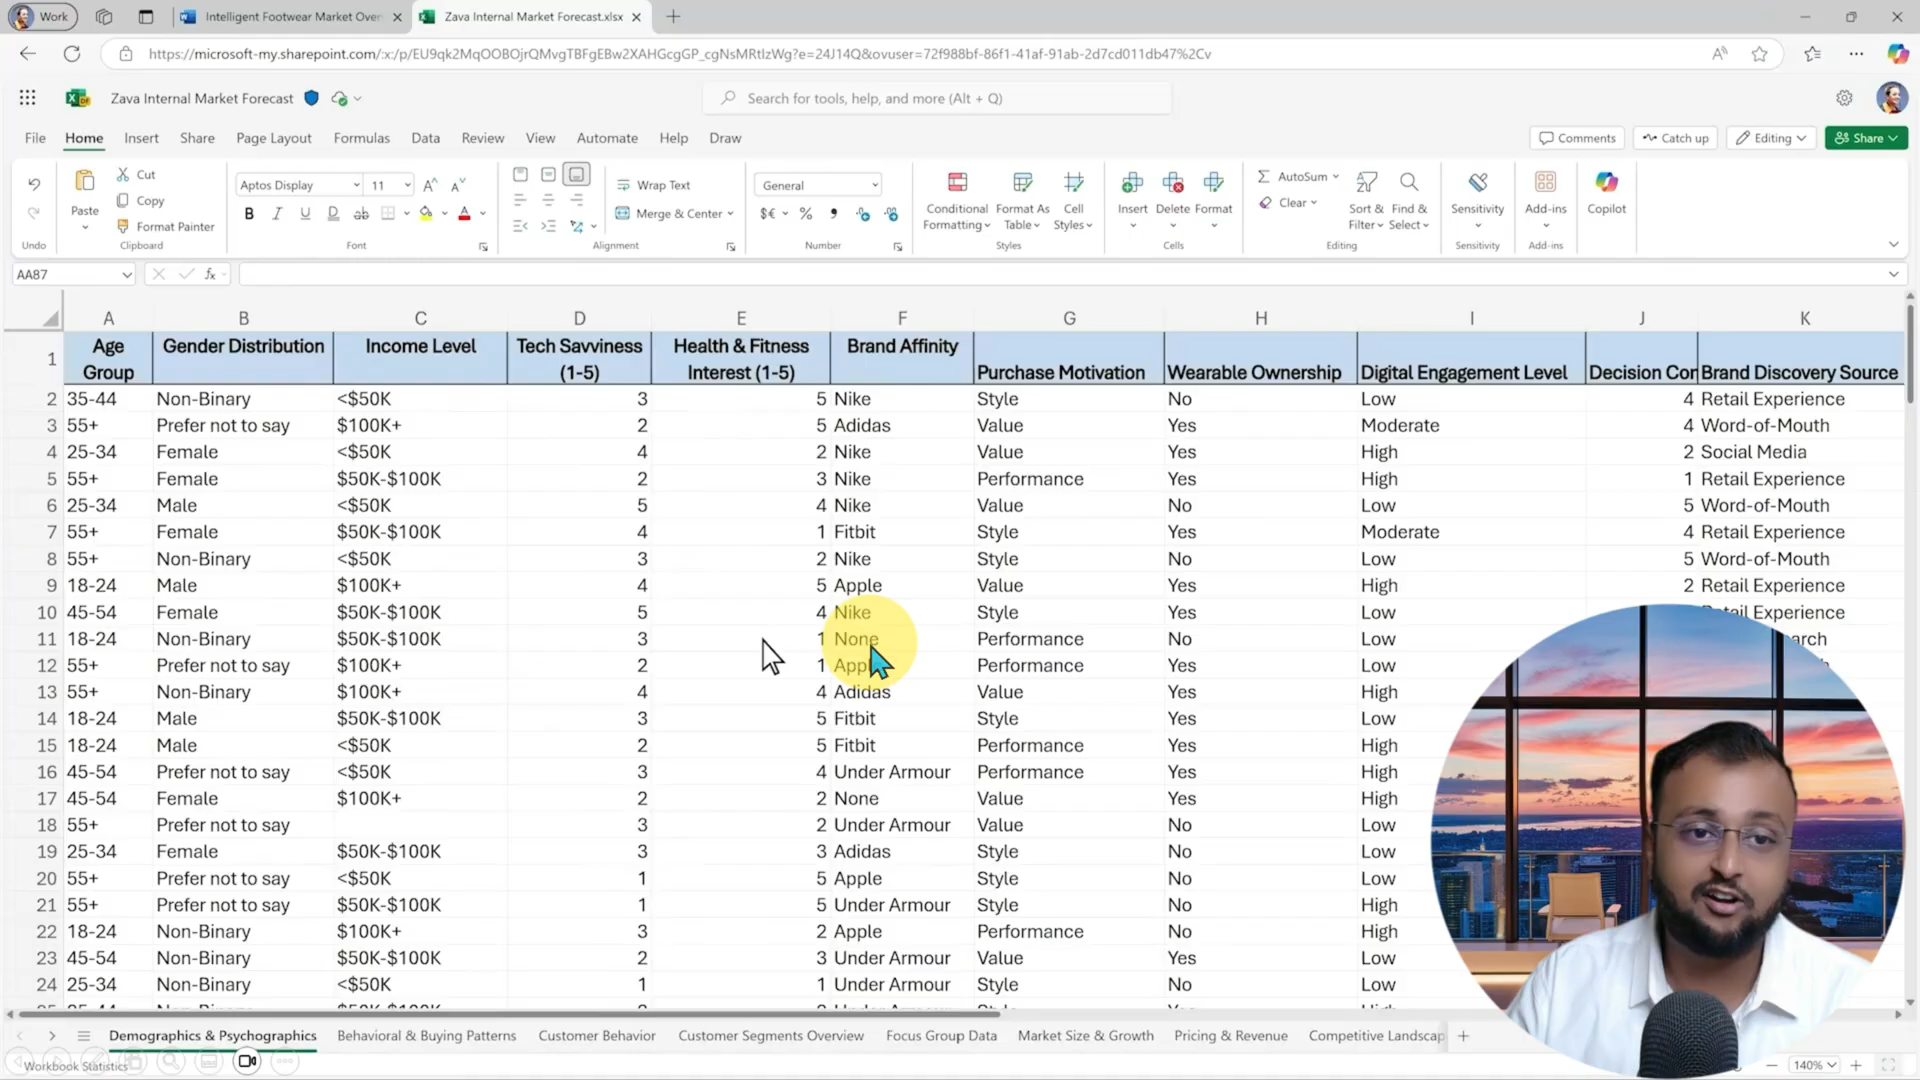 Work
Intelligent Footwear Market Over
Zava Internal Market Forecast.xlsx
https://microsoft-my.sharepoint.com/:x:/p/EU9qk2MqOOBOjrQMvgTBFgEBw2XAHGcgGP_cgNsMRtIzWg?e=24J14Q&ovuser=72f988bf-86f1-41af-91ab-2d7cd011db47%2Cv
Zava Internal Market Forecast
Search for tools, help, and more (Alt + Q)
File Home Insert Share Page Layout Formulas Data Review View Automate Help Draw
Comments Catch up Editing Share
Paste Cut Copy Format Painter
Aptos Display 11
Wrap Text
Merge & Center
General
Conditional Formatting Format As Table Cell Styles
Insert Delete Format
AutoSum
Clear
Sort & Filter Find & Select
Sensitivity Add-ins Copilot
Undo Clipboard Font Alignment Number Styles Cells Editing Sensitivity Add-ins
AA87
A B C D E F G H I J K
1 Age Group Gender Distribution Income Level Tech Savviness (1-5) Health & Fitness Interest (1-5) Brand Affinity Purchase Motivation Wearable Ownership Digital Engagement Level Decision Con Brand Discovery Source
2 35-44 Non-Binary <$50K 3 5 Nike Style No Low 4 Retail Experience
3 55+ Prefer not to say $100K+ 2 5 Adidas Value Yes Moderate 4 Word-of-Mouth
4 25-34 Female <$50K 4 2 Nike Value Yes High 2 Social Media
5 55+ Female $50K-$100K 2 3 Nike Performance Yes High 1 Retail Experience
6 25-34 Male <$50K 5 4 Nike Value No Low 5 Word-of-Mouth
7 55+ Female $50K-$100K 4 1 Fitbit Style Yes Moderate 4 Retail Experience
8 55+ Non-Binary <$50K 3 2 Nike Style No Low 5 Word-of-Mouth
9 18-24 Male $100K+ 4 5 Apple Value Yes High 2 Retail Experience
10 45-54 Female $50K-$100K 5 4 Nike Style Yes Low Experience
11 18-24 Non-Binary $50K-$100K 3 1 None Performance No Low
12 55+ Prefer not to say $100K+ 2 1 Performance Yes Low
13 55+ Non-Binary $100K+ 4 4 Adidas Value Yes High
14 18-24 Male $50K-$100K 3 5 Fitbit Style Yes Low
15 18-24 Male <$50K 2 5 Fitbit Performance Yes High
16 45-54 Prefer not to say <$50K 3 4 Under Armour Performance Yes High
17 45-54 Female $100K+ 2 2 None Value Yes High
18 55+ Prefer not to say 3 2 Under Armour Value No Low
19 25-34 Female $50K-$100K 3 3 Adidas Style No Low
20 55+ Prefer not to say <$50K 1 5 Apple Style No Low
21 55+ Prefer not to say $50K-$100K 1 5 Under Armour Style No High
22 18-24 Non-Binary $100K+ 3 2 Apple Performance No High
23 45-54 Non-Binary $50K-$100K 2 3 Under Armour Value Yes Low
24 25-34 Non-Binary <$50K 1 1 Under Armour Style No Low
Demographics & Psychographics Behavioral & Buying Patterns Customer Behavior Customer Segments Overview Focus Group Data Market Size & Growth Pricing & Revenue Competitive Landscap
Workbook Statistics
140%